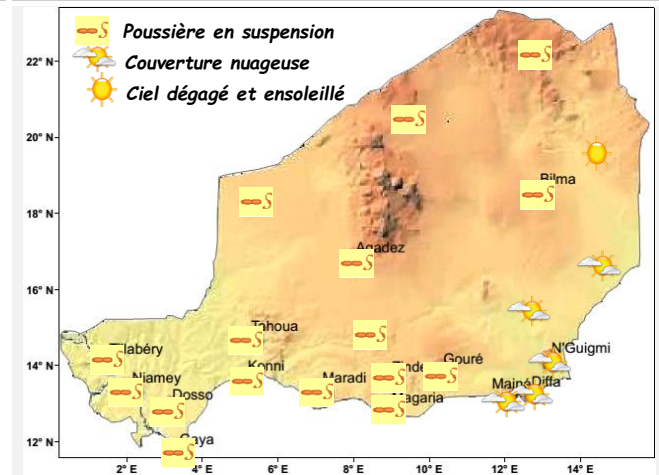 Poussière en suspension
Couverture nuageuse
Ciel dégagé et ensoleillé
22° N
20° N
Bilma
18° N
Agadez
16° N
Tahoua
N'Guigmi
14° N
Gouré
Konni
Maradi
Niamey
Diffa
Dosso
Gaya
12° N
2° E
4° E
6° E
8° E
10° E
12° E
14° E